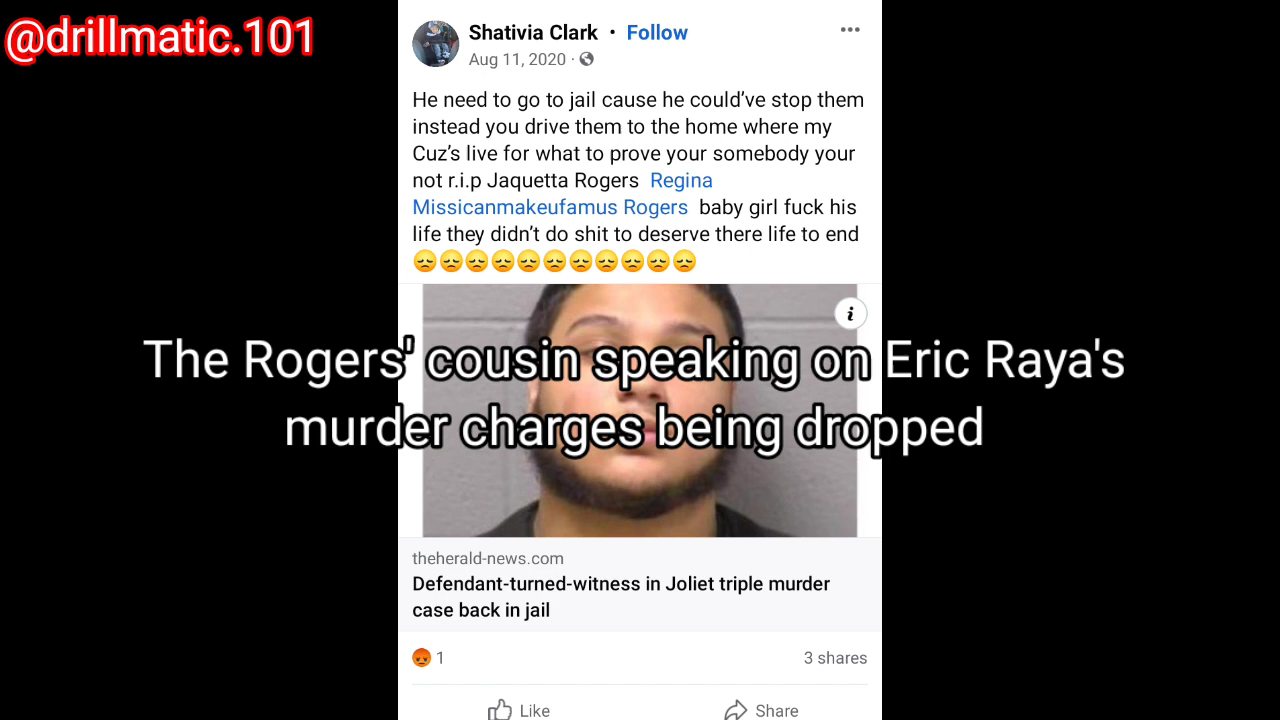 @drillmatic.101
Shativia Clark • Follow
Aug 11, 2020 ·
He need to go to jail cause he could've stop them
instead you drive them to the home where my
Cuz's live for what to prove your somebody your
not r.i.p Jaquetta Rogers Regina
Missicanmakeufamus Rogers baby girl fuck his
life they didn't do shit to deserve there life to end
😞😞😞😞😞😞😞😞😞😞😞
i
The Rogers' cousin speaking on Eric Raya's
murder charges being dropped
theherald-news.com
Defendant-turned-witness in Joliet triple murder
case back in jail
😡 1 3 shares
Like Share